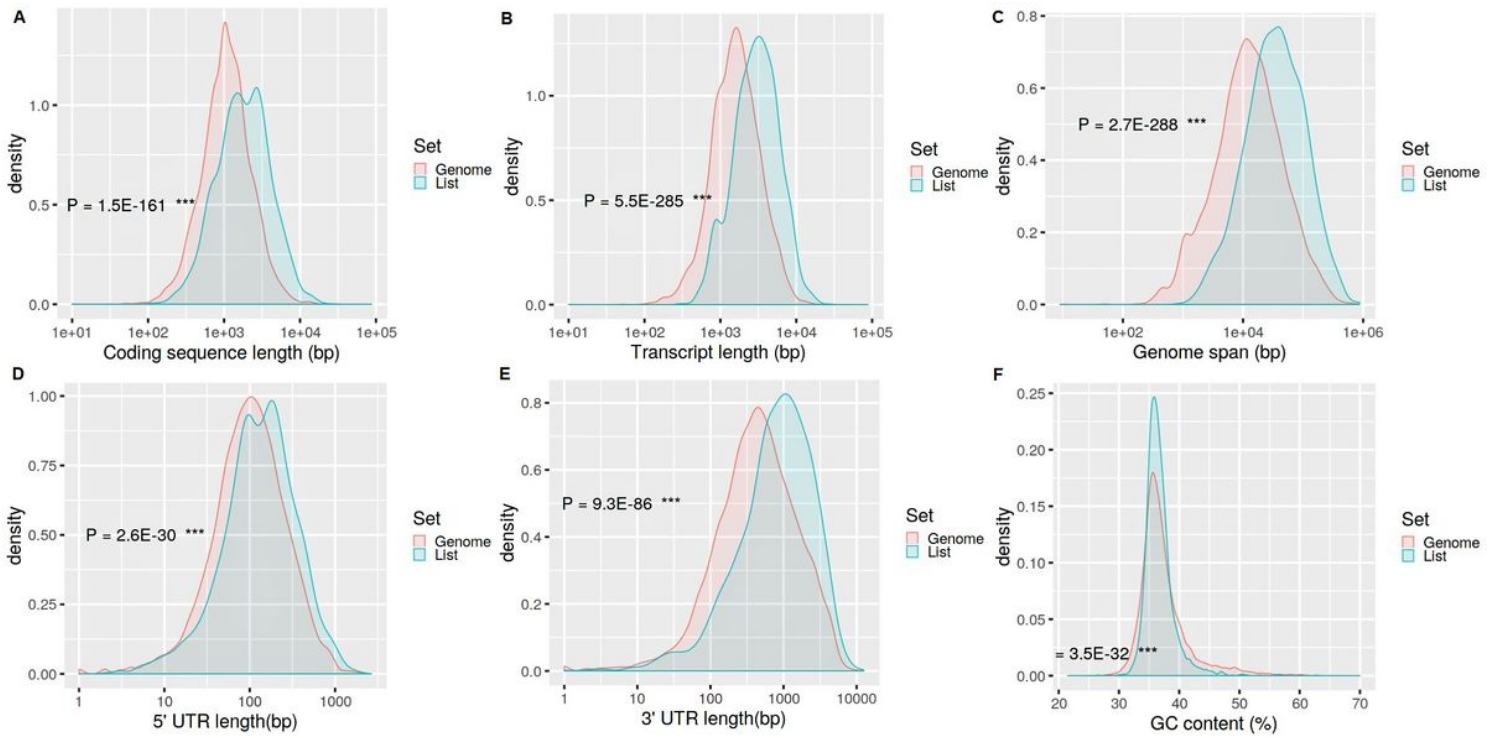 A
1.0
0.5
0.0
density
P = 1.5E-161 ***
1e+01 1e+02 1e+03 1e+04 1e+05
Coding sequence length (bp)
Set
Genome
List
B
1.0
0.5
0.0
density
P = 5.5E-285 ***
1e+01 1e+02 1e+03 1e+04 1e+05
Transcript length (bp)
Set
Genome
List
C
0.8
0.6
0.4
0.2
0.0
density
P = 2.7E-288 ***
1e+02 1e+04 1e+06
Genome span (bp)
Set
Genome
List
D
1.00
0.75
0.50
0.25
0.00
density
P = 2.6E-30 ***
1 10 100 1000
5' UTR length(bp)
Set
Genome
List
E
0.8
0.6
0.4
0.2
0.0
density
P = 9.3E-86 ***
1 10 100 1000 10000
3' UTR length(bp)
Set
Genome
List
F
0.25
0.20
0.15
0.10
0.05
0.00
density
= 3.5E-32 ***
20 30 40 50 60 70
GC content (%)
Set
Genome
List